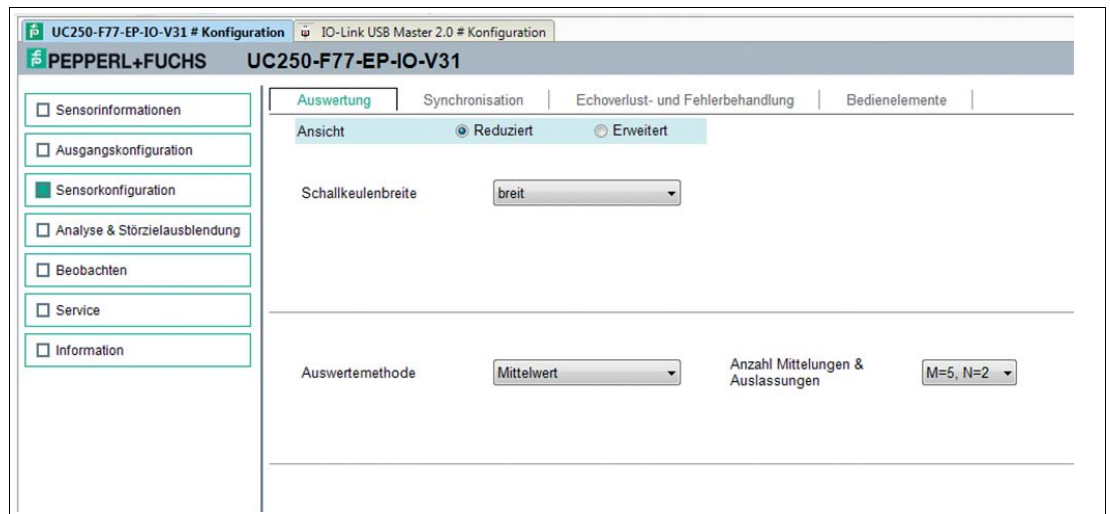 UC250-F77-EP-IO-V31 # Konfiguration
IO-Link USB Master 2.0 # Konfiguration
PEPPERL+FUCHS UC250-F77-EP-IO-V31
Sensorinformationen
Ausgangskonfiguration
Sensorkonfiguration
Analyse & Störzielausblendung
Beobachten
Service
Information
Auswertung
Synchronisation
Echoverlust- und Fehlerbehandlung
Bedienelemente
Ansicht Reduziert Erweitert
Schallkeulenbreite breit
Auswertemethode Mittelwert
Anzahl Mittelungen &
Auslassungen
M=5, N=2